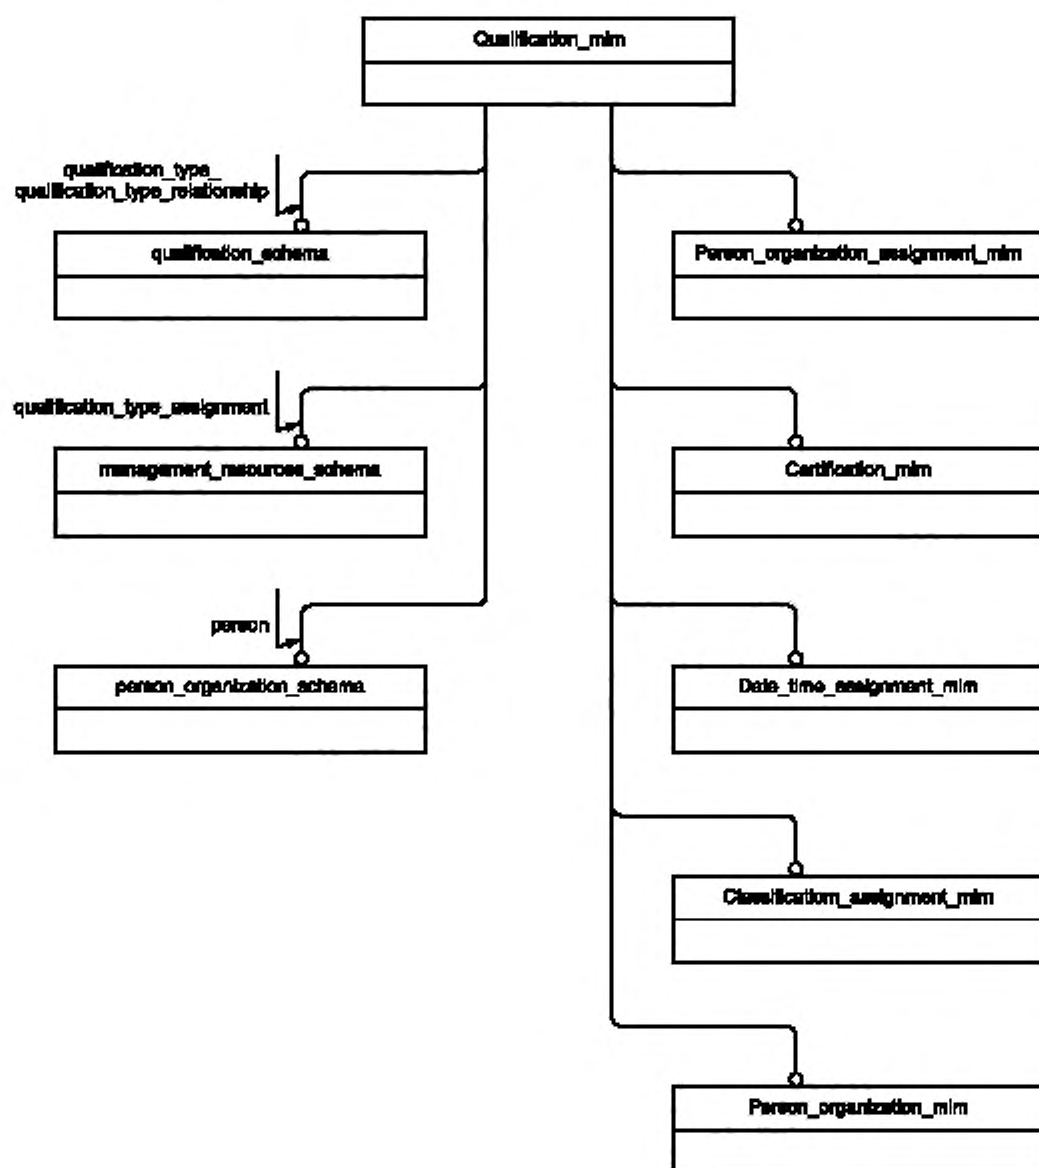 Qualification_mim
qualification_type_
qualification_type_relationship
qualification_schema
Person_organization_assignment_mim
qualification_type_assignment
management_resources_schema
Certification_mim
person
person_organization_schema
Date_time_assignment_mim
Classification_assignment_mim
Person_organization_mim